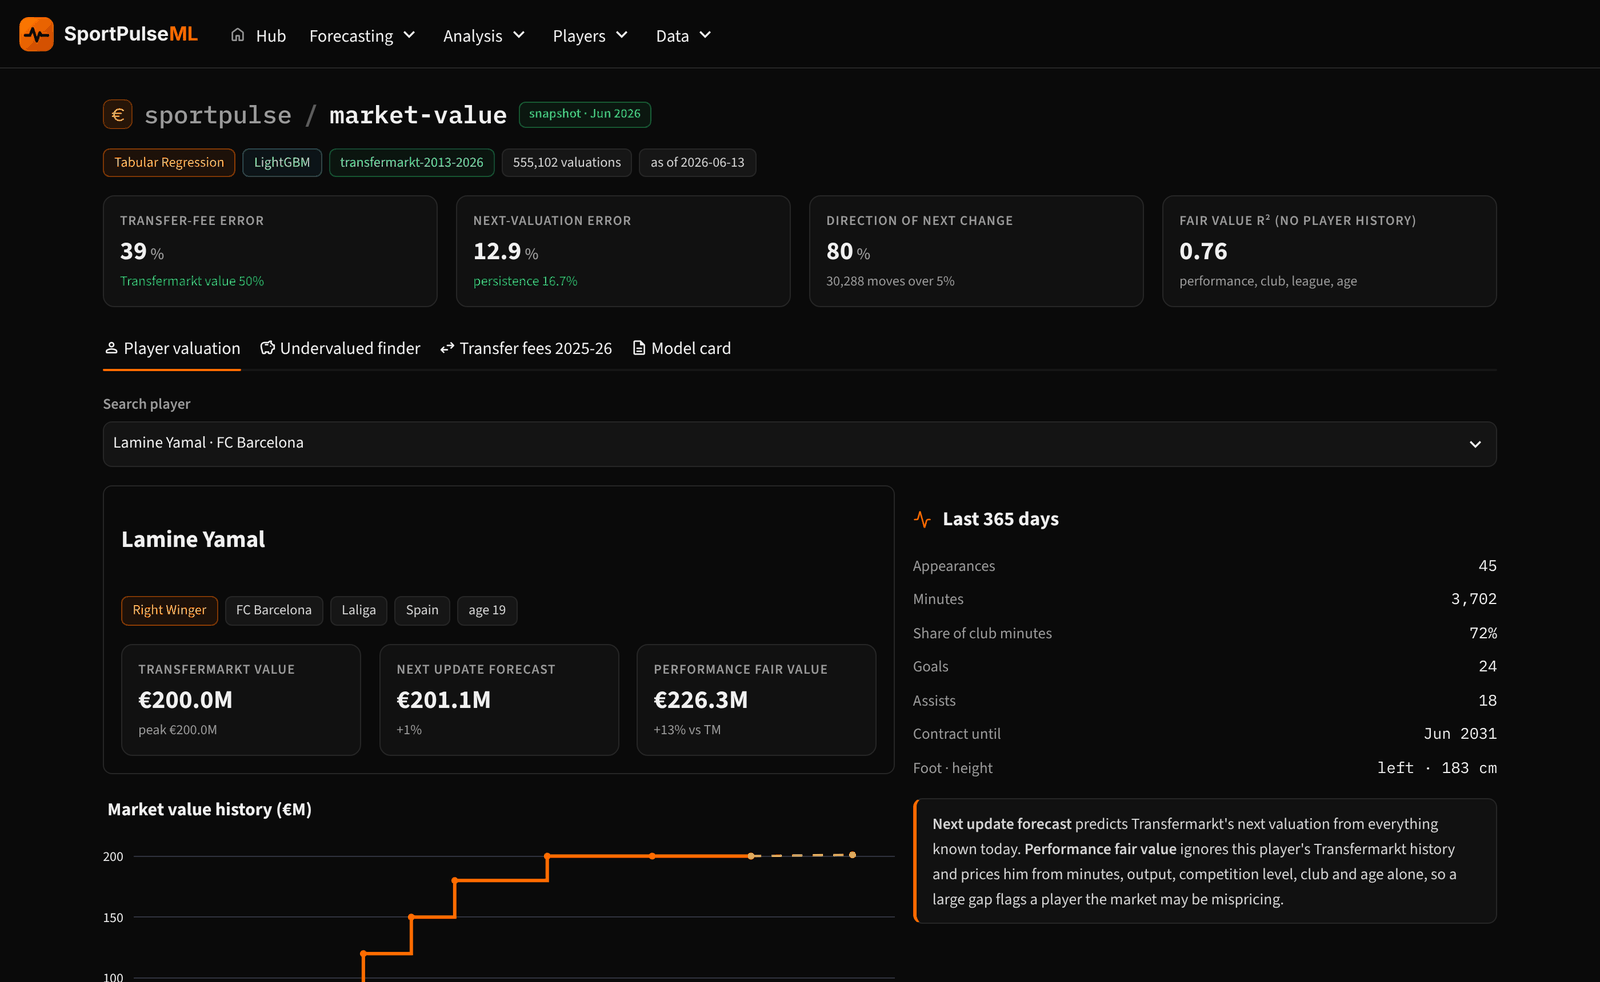 SportPulseML
Hub
Forecasting
Analysis
Players
Data
€ sportpulse / market-value snapshot · Jun 2026
Tabular Regression LightGBM transfermarkt-2013-2026 555,102 valuations as of 2026-06-13
TRANSFER-FEE ERROR
39 %
Transfermarkt value 50%
NEXT-VALUATION ERROR
12.9 %
persistence 16.7%
DIRECTION OF NEXT CHANGE
80 %
30,288 moves over 5%
FAIR VALUE R² (NO PLAYER HISTORY)
0.76
performance, club, league, age
Player valuation
Undervalued finder
Transfer fees 2025-26
Model card
Search player
Lamine Yamal · FC Barcelona
Lamine Yamal
Right Winger FC Barcelona Laliga Spain age 19
TRANSFERMARKT VALUE
€200.0M
peak €200.0M
NEXT UPDATE FORECAST
€201.1M
+1%
PERFORMANCE FAIR VALUE
€226.3M
+13% vs TM
Market value history (€M)
200
150
100
Last 365 days
Appearances 45
Minutes 3,702
Share of club minutes 72%
Goals 24
Assists 18
Contract until Jun 2031
Foot · height left · 183 cm
Next update forecast predicts Transfermarkt's next valuation from everything
known today. Performance fair value ignores this player's Transfermarkt history
and prices him from minutes, output, competition level, club and age alone, so a
large gap flags a player the market may be mispricing.